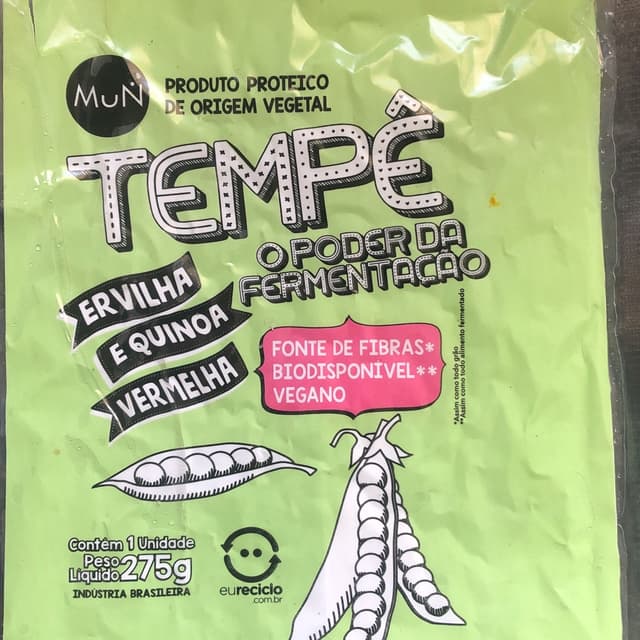 MuN
PRODUTO PROTEICO
DE ORIGEM VEGETAL
TEMPÊ
O PODER DA
FERMENTAÇÃO
ERVILHA
E QUINOA
VERMELHA
FONTE DE FIBRAS*
BIODISPONÍVEL**
VEGANO
*Assim como todo grão
**Assim como todo alimento fermentado
Contém 1 Unidade
Peso
Líquido 275g
INDÚSTRIA BRASILEIRA
eureciclo
.com.br